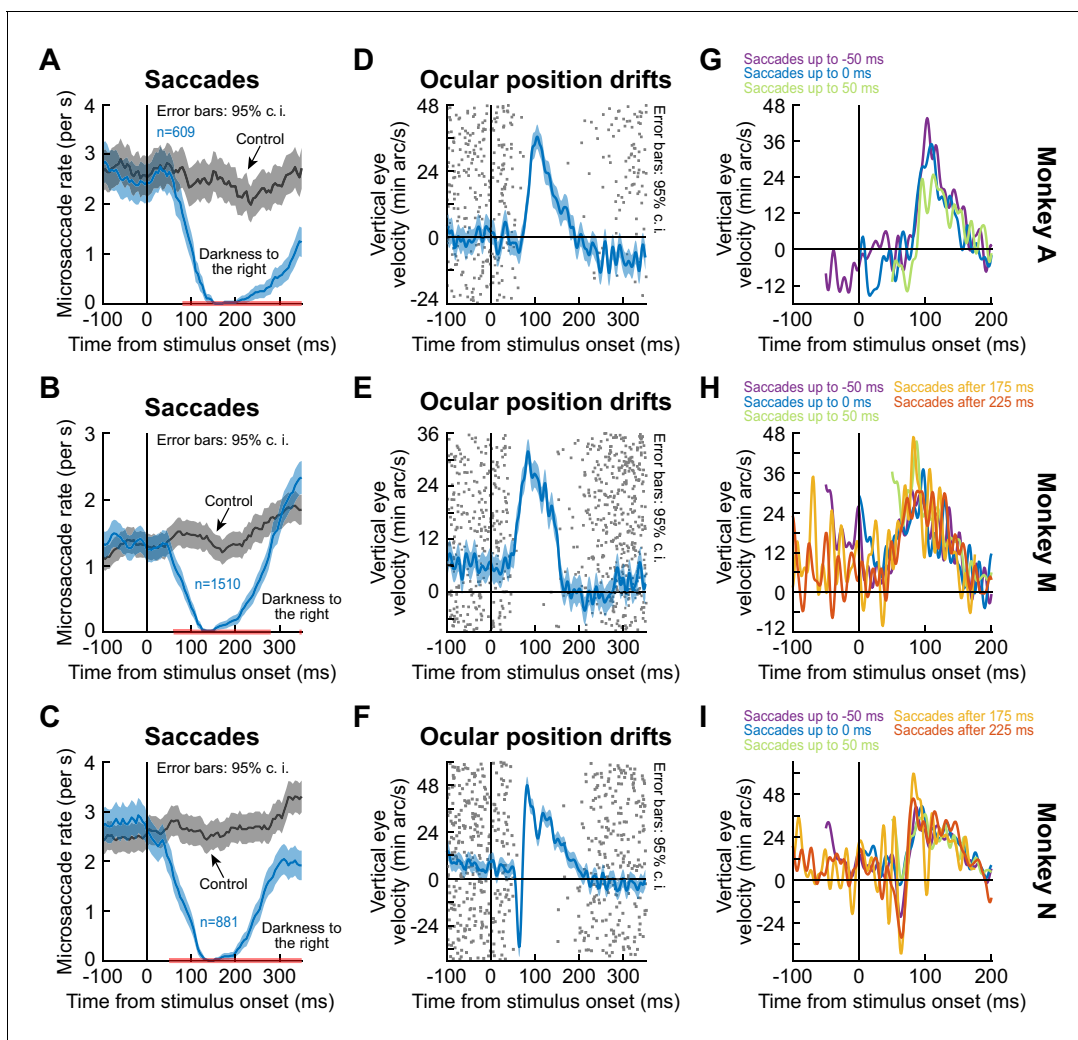 A
Saccades
Error bars: 95% c. i.
n=609
Control
Darkness to
the right
Microsaccade rate (per s)
4
3
2
1
0
-100 0 100 200 300
Time from stimulus onset (ms)
D
Ocular position drifts
Error bars: 95% c. i.
Vertical eye
velocity (min arc/s)
48
36
24
12
0
-24
-100 0 100 200 300
Time from stimulus onset (ms)
G
Saccades up to -50 ms
Saccades up to 0 ms
Saccades up to 50 ms
Vertical eye
velocity (min arc/s)
48
36
24
12
0
-12
-100 0 100 200
Time from stimulus onset (ms)
Monkey A
B
Saccades
Error bars: 95% c. i.
Control
n=1510
Darkness to
the right
Microsaccade rate (per s)
3
2
1
0
-100 0 100 200 300
Time from stimulus onset (ms)
E
Ocular position drifts
Error bars: 95% c. i.
Vertical eye
velocity (min arc/s)
36
24
12
0
-100 0 100 200 300
Time from stimulus onset (ms)
H
Saccades up to -50 ms
Saccades up to 0 ms
Saccades up to 50 ms
Saccades after 175 ms
Saccades after 225 ms
Vertical eye
velocity (min arc/s)
48
36
24
12
0
-12
-100 0 100 200
Time from stimulus onset (ms)
Monkey M
C
Saccades
Error bars: 95% c. i.
Control
n=881
Darkness to
the right
Microsaccade rate (per s)
4
3
2
1
0
-100 0 100 200 300
Time from stimulus onset (ms)
F
Ocular position drifts
Error bars: 95% c. i.
Vertical eye
velocity (min arc/s)
48
24
0
-24
-100 0 100 200 300
Time from stimulus onset (ms)
I
Saccades up to -50 ms
Saccades up to 0 ms
Saccades up to 50 ms
Saccades after 175 ms
Saccades after 225 ms
Vertical eye
velocity (min arc/s)
48
24
0
-24
-100 0 100 200
Time from stimulus onset (ms)
Monkey N